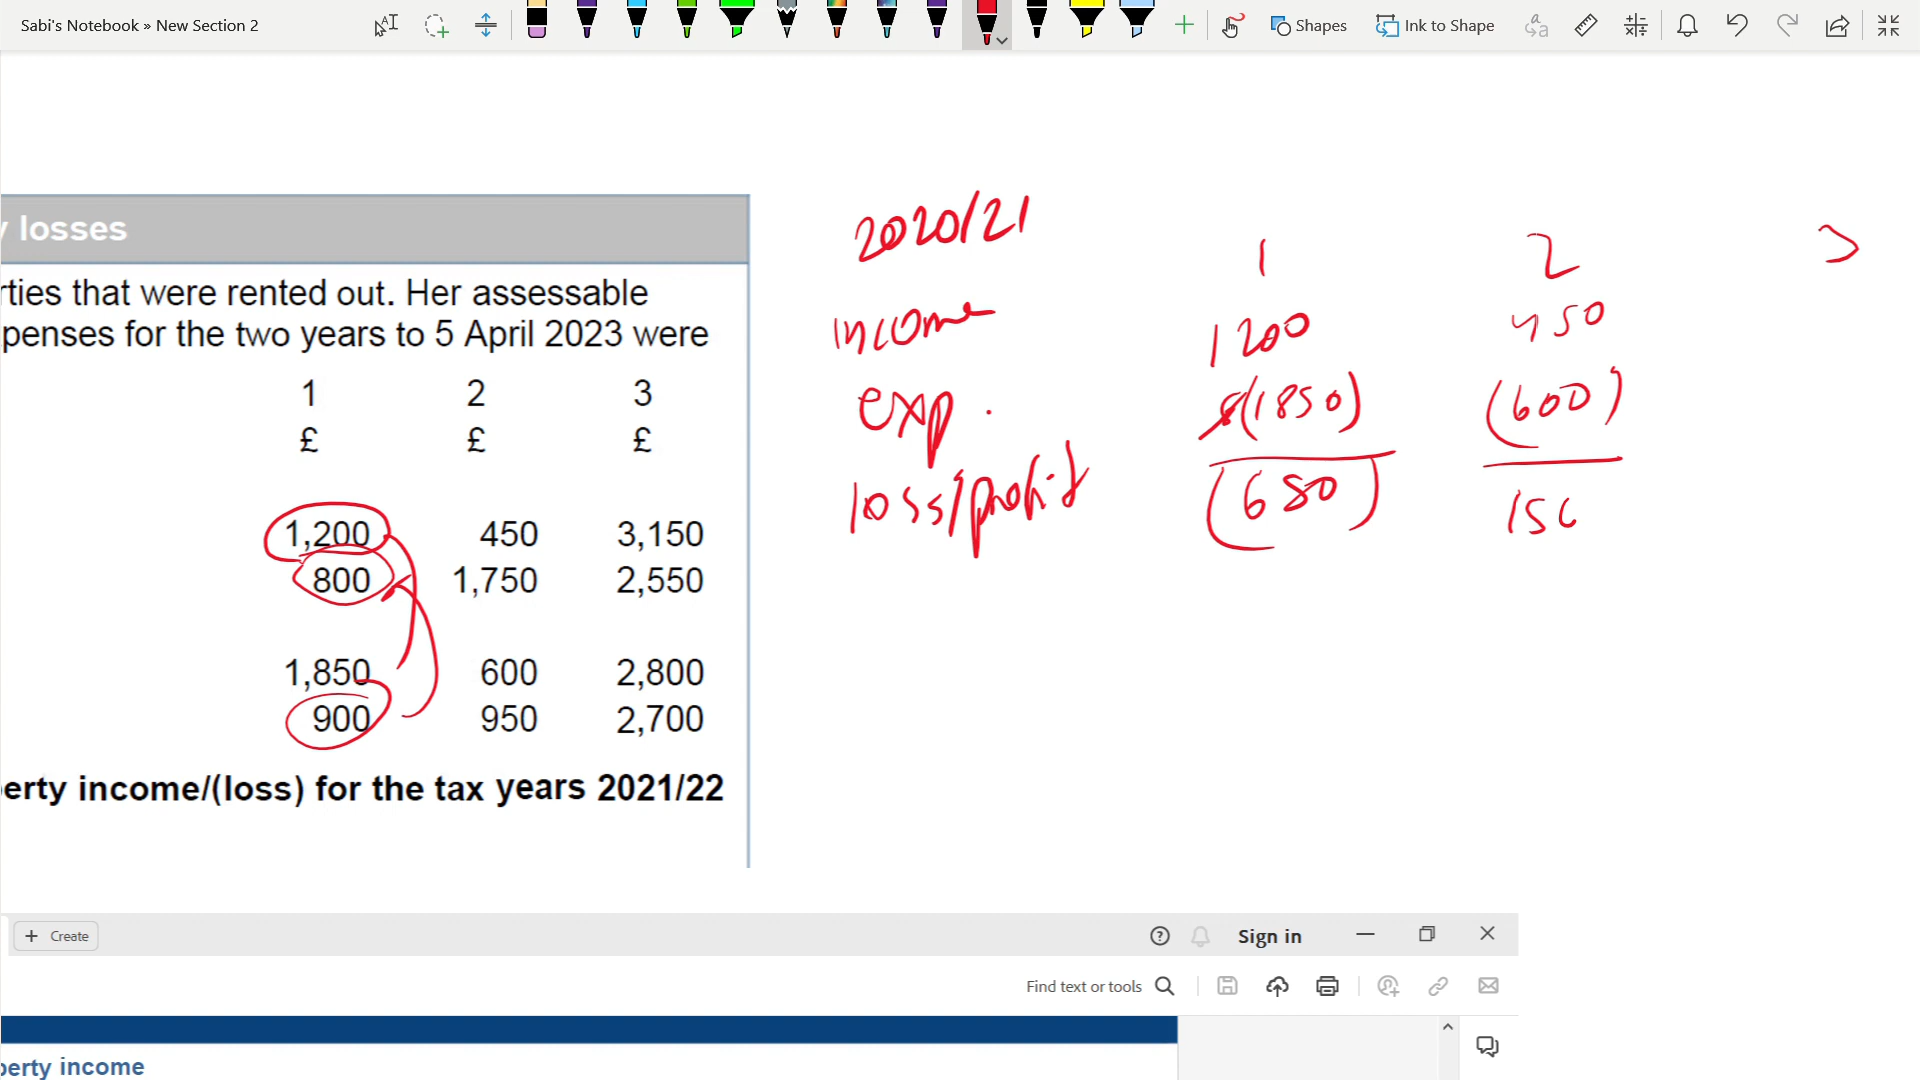 Sabi's Notebook » New Section 2
Shapes
Ink to Shape
losses
rties that were rented out. Her assessable
penses for the two years to 5 April 2023 were
1 2 3
£ £ £
1,200 450 3,150
800 1,750 2,550
1,850 600 2,800
900 950 2,700
erty income/(loss) for the tax years 2021/22
2020/21
1 2
income 1200 450
exp. (1850) (600)
loss/profit (680) 150
Create
Sign in
Find text or tools
perty income